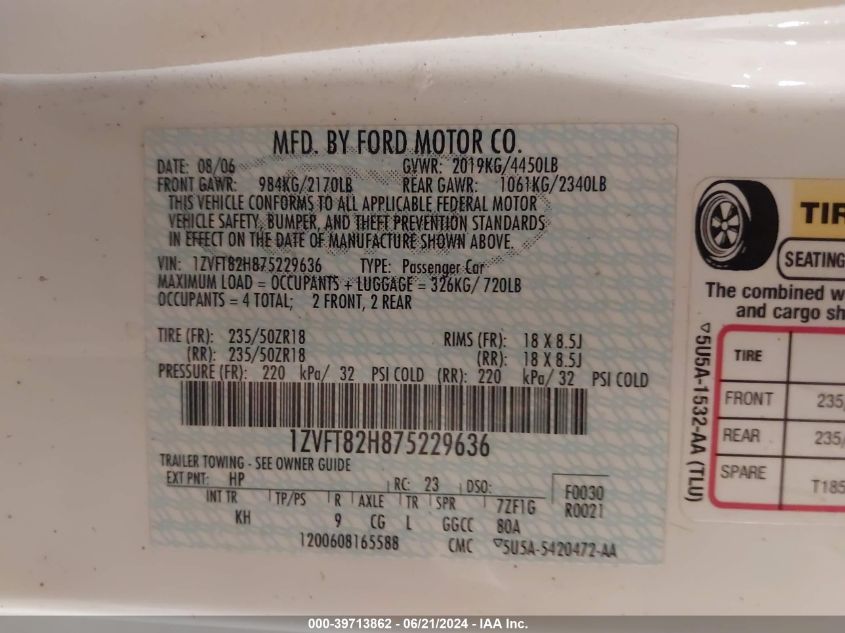 MFD. BY FORD MOTOR CO.
DATE: 08/06 GVWR: 2019KG/4450LB
FRONT GAWR: 984KG/2170LB REAR GAWR: 1061KG/2340LB
THIS VEHICLE CONFORMS TO ALL APPLICABLE FEDERAL MOTOR
VEHICLE SAFETY, BUMPER, AND THEFT PREVENTION STANDARDS
IN EFFECT ON THE DATE OF MANUFACTURE SHOWN ABOVE.
VIN: 1ZVFT82H875229636 TYPE: Passenger Car
MAXIMUM LOAD = OCCUPANTS + LUGGAGE = 326KG/720LB
OCCUPANTS = 4 TOTAL; 2 FRONT, 2 REAR
TIRE (FR): 235/50ZR18 RIMS (FR): 18 X 8.5J
(RR): 235/50ZR18 (RR): 18 X 8.5J
PRESSURE (FR): 220 kPa/ 32 PSI COLD (RR): 220 kPa/ 32 PSI COLD
1ZVFT82H875229636
TRAILER TOWING - SEE OWNER GUIDE
EXT PNT: HP RC: 23 DSO: F0030
INT TR TP/PS R AXLE TR SPR 7ZF1G R0021
KH 9 CG L GGCC 80A
1200608165588 CMC 5U5A-5420472-AA
TIR
SEATING
The combined w
and cargo sh
TIRE
FRONT 235/
REAR 235/
SPARE T185
5U5A-1532-AA (TLU)
000-39713862 - 06/21/2024 - IAA Inc.